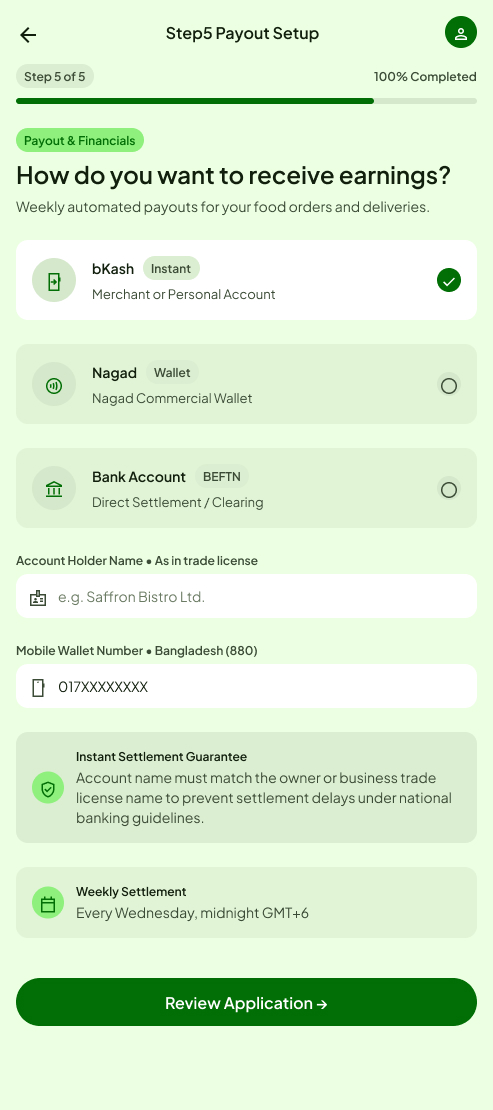 Step5 Payout Setup
Step 5 of 5
100% Completed
Payout & Financials
How do you want to receive earnings?
Weekly automated payouts for your food orders and deliveries.
bKash Instant
Merchant or Personal Account
Nagad Wallet
Nagad Commercial Wallet
Bank Account BEFTN
Direct Settlement / Clearing
Account Holder Name • As in trade license
e.g. Saffron Bistro Ltd.
Mobile Wallet Number • Bangladesh (880)
017XXXXXXXX
Instant Settlement Guarantee
Account name must match the owner or business trade
license name to prevent settlement delays under national
banking guidelines.
Weekly Settlement
Every Wednesday, midnight GMT+6
Review Application →